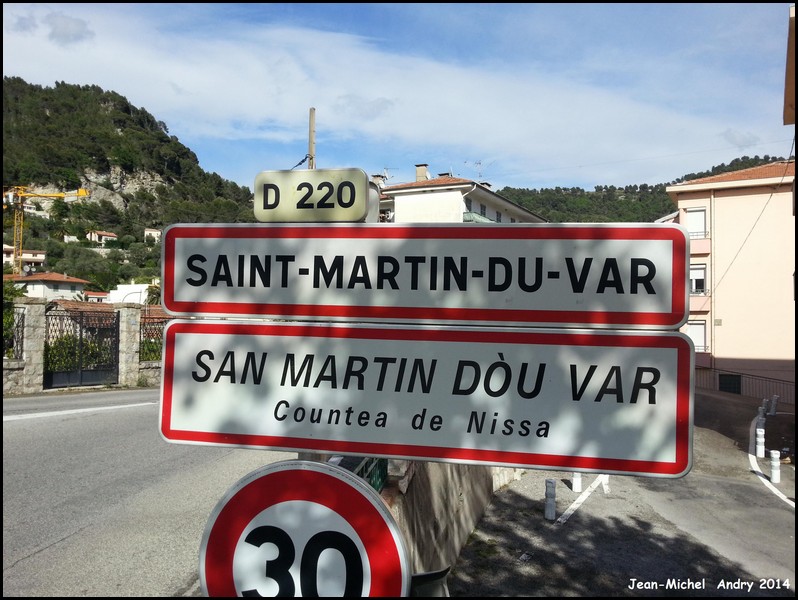 D 220
SAINT-MARTIN-DU-VAR
SAN MARTIN DÒU VAR
Countea de Nissa
30
Jean-Michel Andry 2014